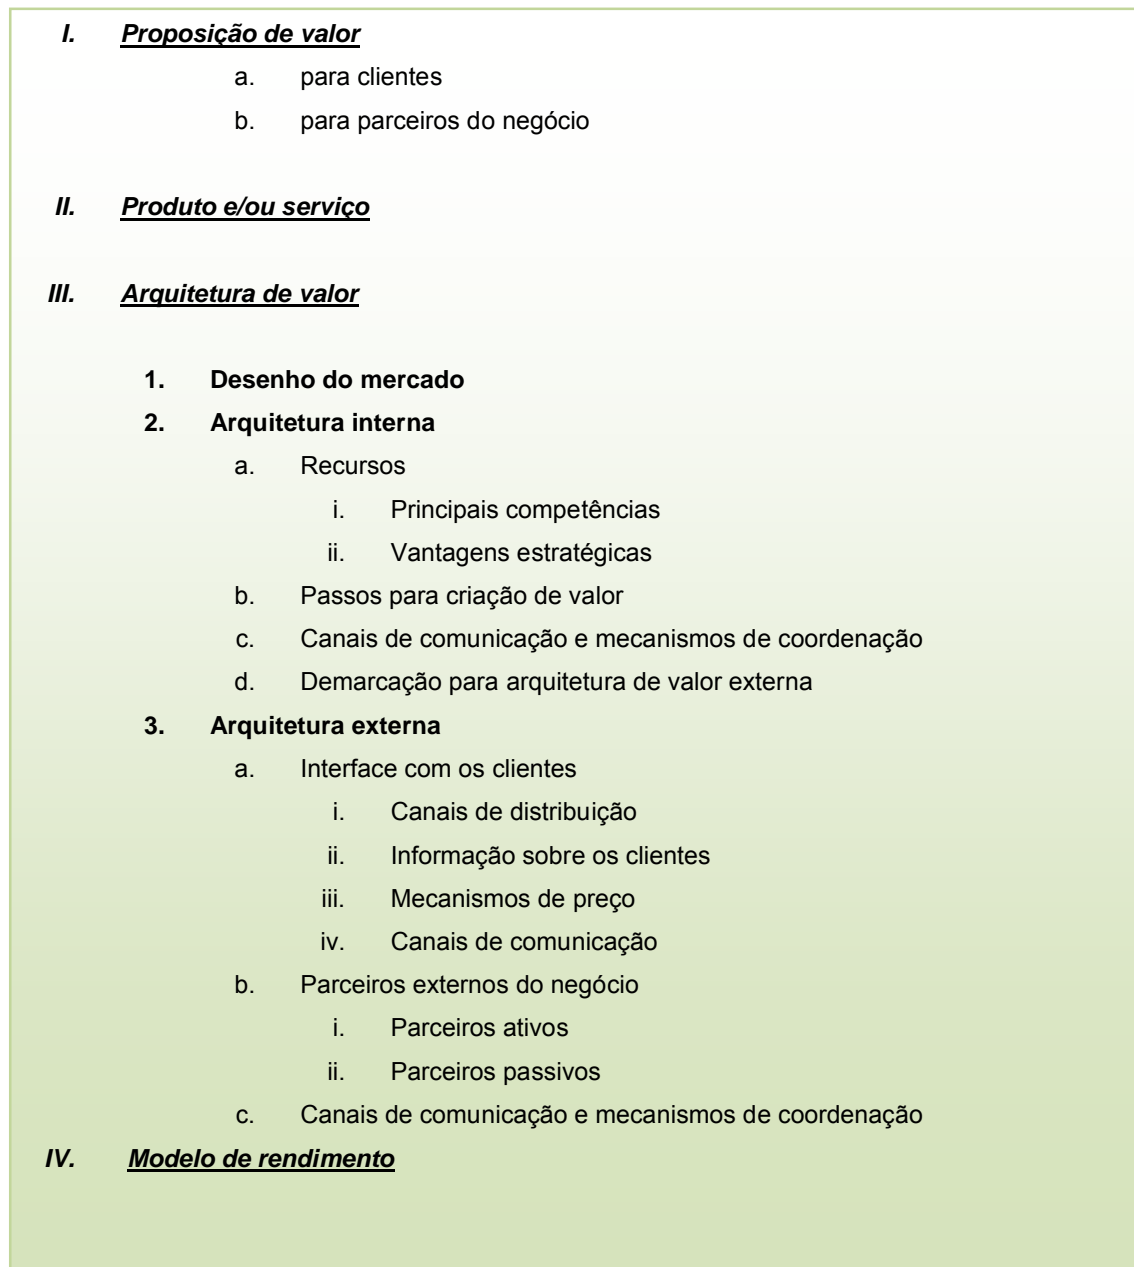 I. Proposição de valor
a. para clientes
b. para parceiros do negócio
II. Produto e/ou serviço
III. Arquitetura de valor
1. Desenho do mercado
2. Arquitetura interna
a. Recursos
i. Principais competências
ii. Vantagens estratégicas
b. Passos para criação de valor
c. Canais de comunicação e mecanismos de coordenação
d. Demarcação para arquitetura de valor externa
3. Arquitetura externa
a. Interface com os clientes
i. Canais de distribuição
ii. Informação sobre os clientes
iii. Mecanismos de preço
iv. Canais de comunicação
b. Parceiros externos do negócio
i. Parceiros ativos
ii. Parceiros passivos
c. Canais de comunicação e mecanismos de coordenação
IV. Modelo de rendimento